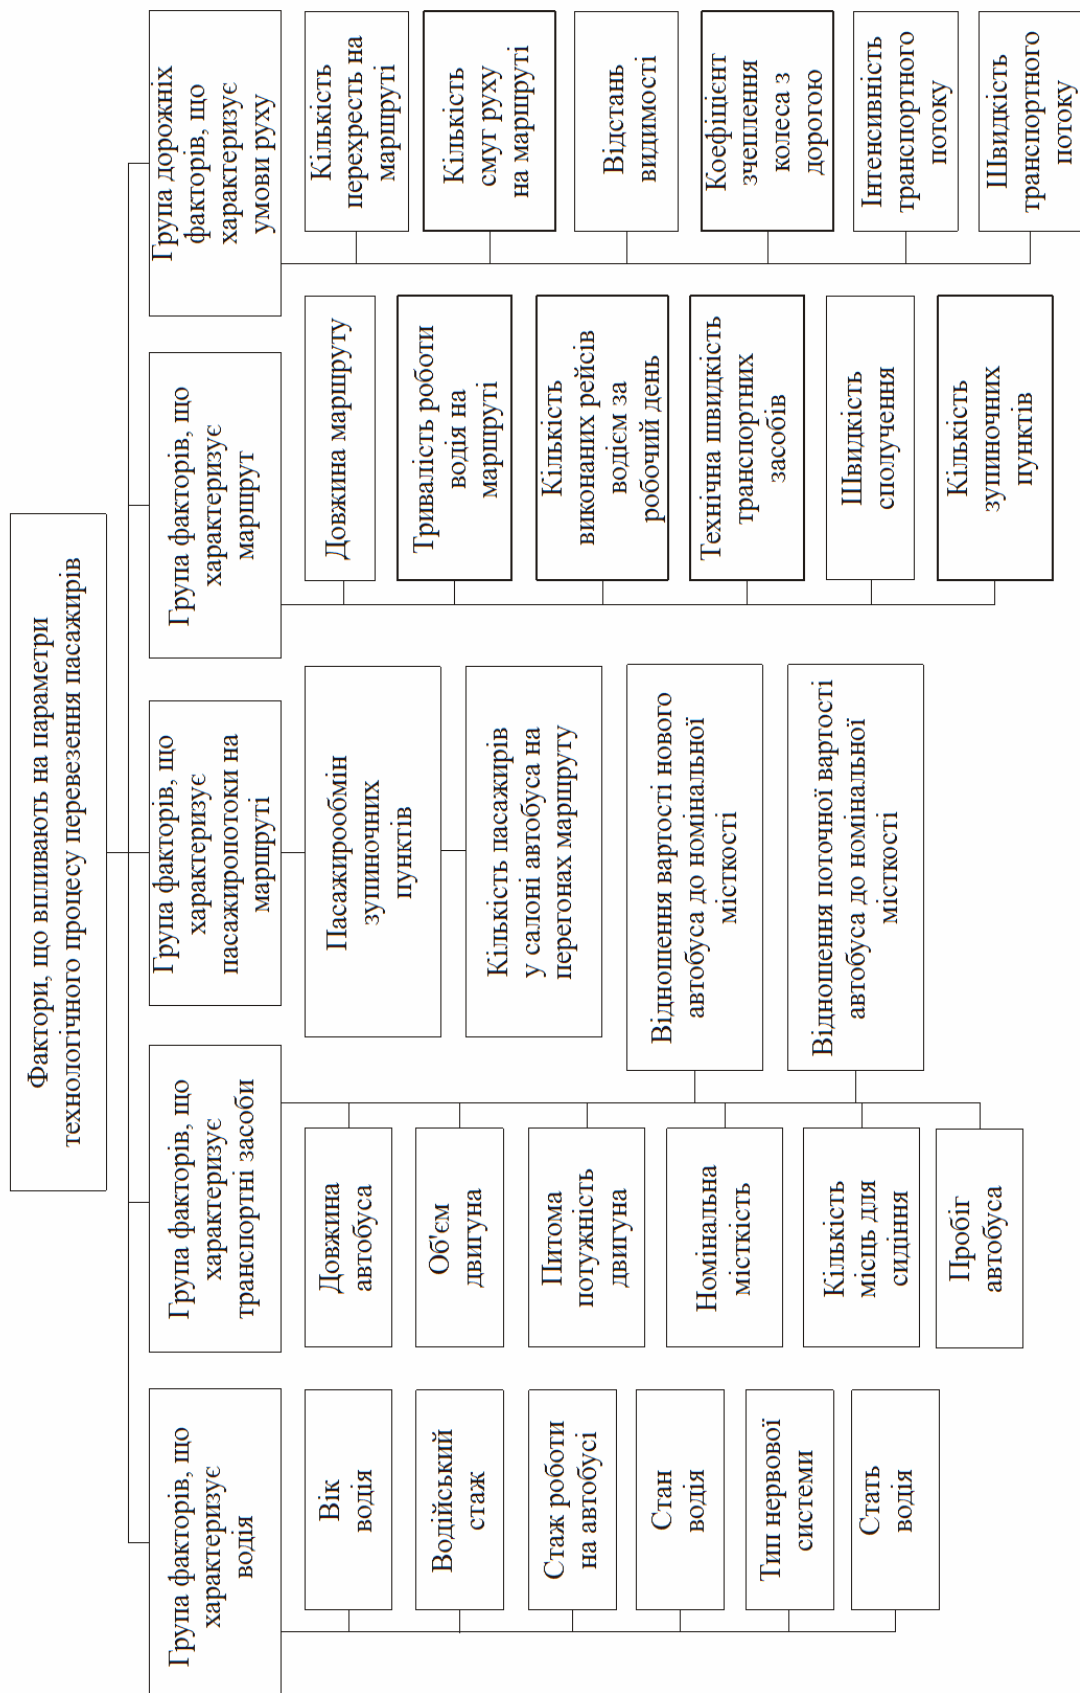 Фактори, що впливають на параметри
технологічного процесу перевезення пасажирів
Група факторів, що
характеризує
водія
Вік
водія
Водійський
стаж
Стаж роботи
на автобусі
Стан
водія
Тип нервової
системи
Стать
водія
Група факторів, що
характеризує
транспортні засоби
Довжина
автобуса
Об'єм
двигуна
Питома
потужність
двигуна
Номінальна
місткість
Кількість
місць для
сидіння
Пробіг
автобуса
Відношення вартості нового
автобуса до номінальної
місткості
Відношення поточної вартості
автобуса до номінальної
місткості
Група факторів, що
характеризує
пасажиропотоки на
маршруті
Пасажирообмін
зупиночних
пунктів
Кількість пасажирів
у салоні автобуса на
перегонах маршруту
Група факторів, що
характеризує
маршрут
Довжина маршруту
Тривалість роботи
водія на
маршруті
Кількість
виконаних рейсів
водієм за
робочий день
Технічна швидкість
транспортних
засобів
Швидкість
сполучення
Кількість
зупиночних
пунктів
Група дорожніх
факторів, що
характеризує
умови руху
Кількість
перехресть на
маршруті
Кількість
смуг руху
на маршруті
Відстань
видимості
Коефіцієнт
зчеплення
колеса з
дорогою
Інтенсивність
транспортного
потоку
Швидкість
транспортного
потоку